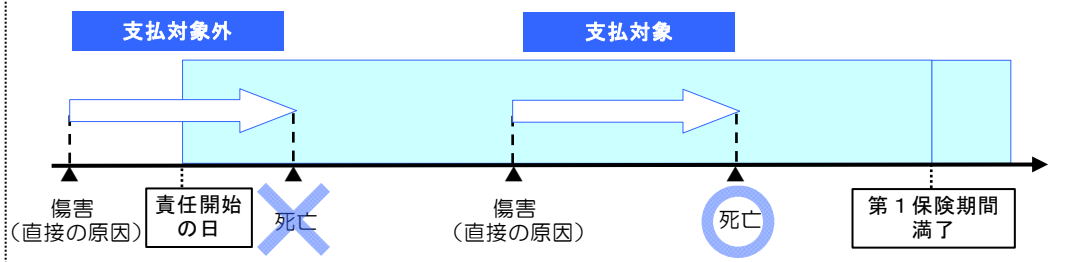 支払対象外
支払対象
傷害
(直接の原因)
責任開始
の日
死亡
傷害
(直接の原因)
死亡
第1保険期間
満了